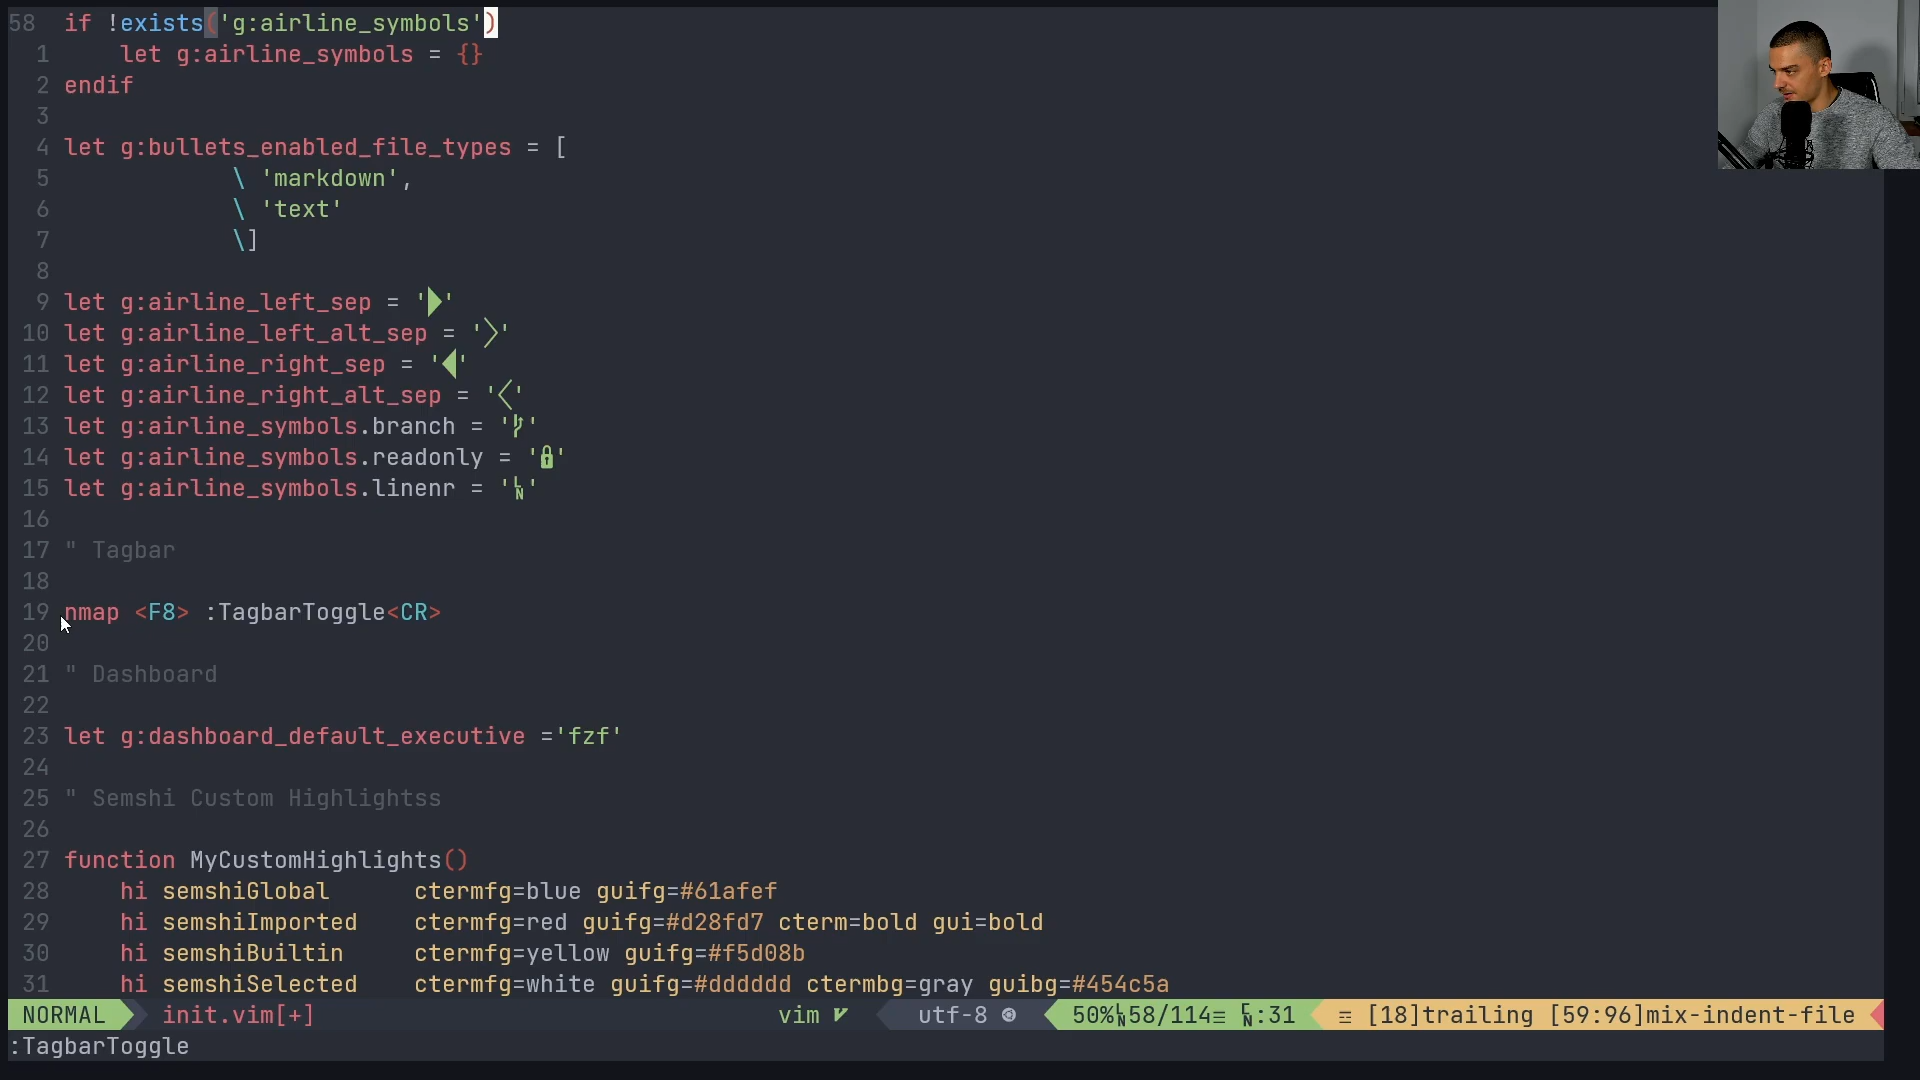 58 if !exists('g:airline_symbols')
1 let g:airline_symbols = {}
2 endif
3
4 let g:bullets_enabled_file_types = [
5 \ 'markdown',
6 \ 'text'
7 \]
8
9 let g:airline_left_sep = ''
10 let g:airline_left_alt_sep = ''
11 let g:airline_right_sep = ''
12 let g:airline_right_alt_sep = ''
13 let g:airline_symbols.branch = ''
14 let g:airline_symbols.readonly = ''
15 let g:airline_symbols.linenr = ''
16
17 " Tagbar
18
19 nmap <F8> :TagbarToggle<CR>
20
21 " Dashboard
22
23 let g:dashboard_default_executive ='fzf'
24
25 " Semshi Custom Highlightss
26
27 function MyCustomHighlights()
28 hi semshiGlobal ctermfg=blue guifg=#61afef
29 hi semshiImported ctermfg=red guifg=#d28fd7 cterm=bold gui=bold
30 hi semshiBuiltin ctermfg=yellow guifg=#f5d08b
31 hi semshiSelected ctermfg=white guifg=#dddddd ctermbg=gray guibg=#454c5a
NORMAL init.vim[+] vim  utf-8  50%58/114≡ :31 ☲ [18]trailing [59:96]mix-indent-file
:TagbarToggle